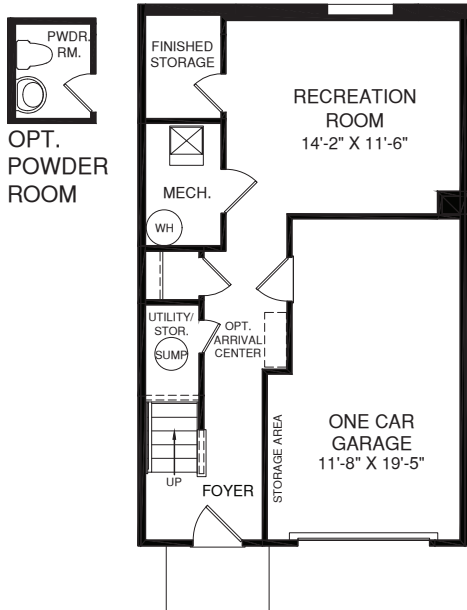 PWDR.
RM.
OPT.
POWDER
ROOM
FINISHED
STORAGE
RECREATION
ROOM
14'-2" X 11'-6"
MECH.
WH
UTILITY/
STOR.
SUMP
OPT.
ARRIVAL
CENTER
STORAGE AREA
ONE CAR
GARAGE
11'-8" X 19'-5"
UP
FOYER